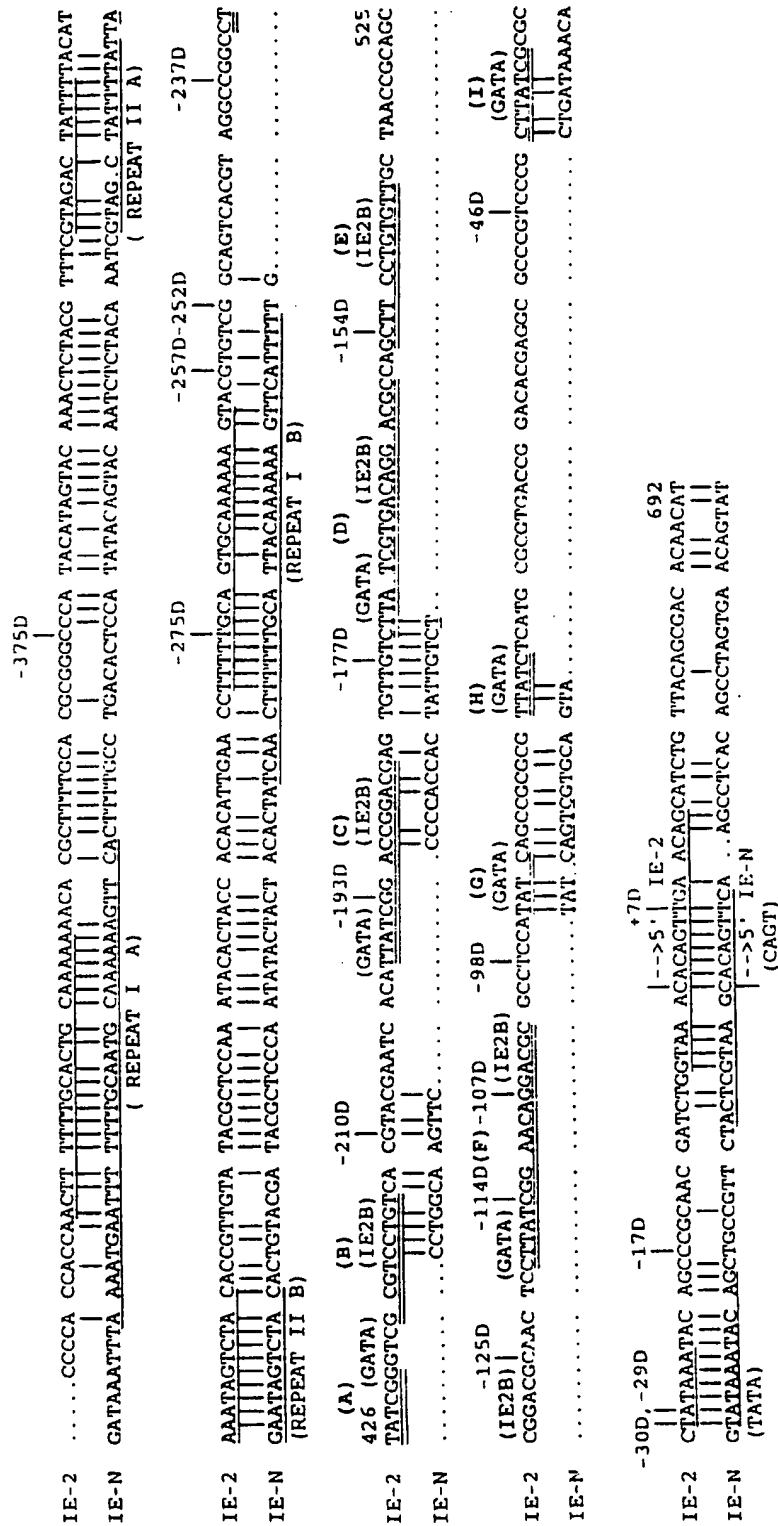 -375D
IE-2 .....CCCCA CCACCAACTT TTTTGCACTG CAAAAAAACA CGCTTTTGCA CGCGGGCCCA TACATAGTAC AAACTCTACG TTTCGTAGAC TATTTTACAT
IE-N GATAAATTTA AAATGAATTT TTTTGCAATG CAAAAAAGTT CACTTTTGCC TGACACTCCA TATACAGTAC AATCTCTACA AATCGTAG.C TATTTTATTA
( REPEAT I A) ( REPEAT II A)
-275D -257D -252D -237D
IE-2 AAATAGTCTA CACCGTTGTA TACGCTCCAA ATACACTACC ACACATTGAA CCTTTTTGCA GTGCAAAAAA GTACGTGTCG GCAGTCACGT AGGCCGGCCT
IE-N GAATAGTCTA CACTGTACGA TACGCTCCCA ATATACTACT ACACTATCAA CTTTTTTGCA TTACAAAAAA GTTCATTTTT G.........
(REPEAT II B) (REPEAT I B)
(A) (B) (C) (D) (E)
426 (GATA) (IE2B) -210D (GATA) -193D (IE2B) -177D (GATA) (IE2B) -154D (IE2B) 525
IE-2 TATCGGGTCG CGTCCTGTCA CGTACGAATC ACATTATCGG ACCGGACGAG TGTTGTCTTA TCGTGACAGG ACGCCAGCTT CCTGTGTTGC TAACCGCAGC
IE-N .......... ..CCTGGCA AGTTC..... .......... CCCCACCAC TATTGTCT.. ..........
-125D -114D (F) -107D -98D (G) (H) -46D (I)
(IE2B) (GATA) (IE2B) (GATA) (GATA) (GATA)
IE-2 CGGACGCAAC TCCTTATCGG AACAGGACGC GCCTCCATAT CAGCCGCGCG TTATCTCATG CGCGTGACCG GACACGAGGC GCCCGTCCCG CTTATCGCGC
IE-N .......... .......... .......... .......TAT CAGTCGTGCA GTA....... .......... .......... .......... CTGATAAACA
-30D, -29D -17D +7D
|-->5' IE-2 692
IE-2 CTATAAATAC AGCCCGCAAC GATCTGGTAA ACACAGTTGA ACAGCATCTG TTACAGCGAC ACAACAT
IE-N GTATAAATAC AGCTGCCGTT CTACTCGTAA GCACAGTTCA ..AGCCTCAC AGCCTAGTGA ACAGTAT
(TATA) |-->5' IE-N
(CAGT)